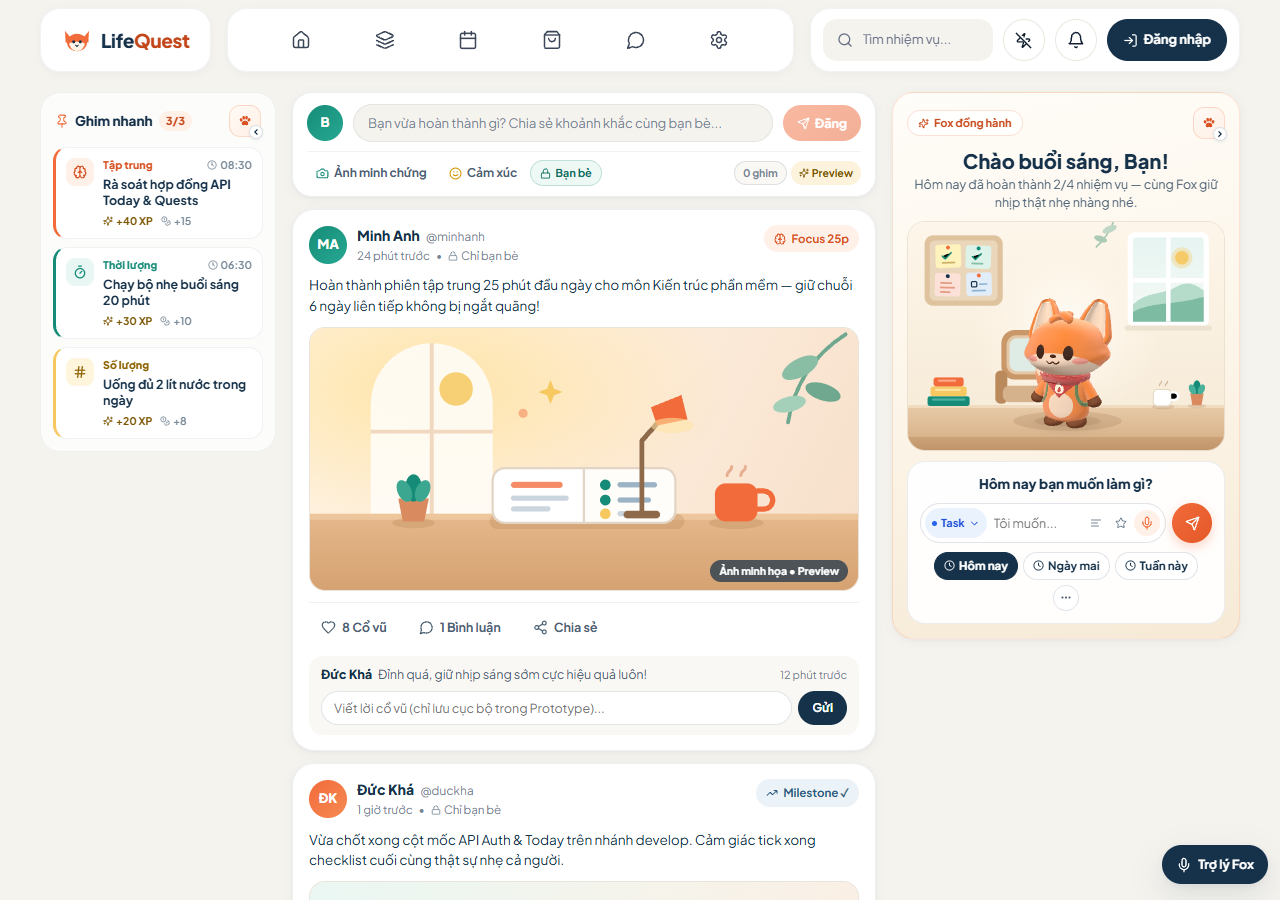 LifeQuest
Tìm nhiệm vụ...
Đăng nhập
Ghim nhanh 3/3
Tập trung 08:30
Rà soát hợp đồng API
Today & Quests
+40 XP +15
Thời lượng 06:30
Chạy bộ nhẹ buổi sáng
20 phút
+30 XP +10
Số lượng
Uống đủ 2 lít nước trong
ngày
+20 XP +8
B
Bạn vừa hoàn thành gì? Chia sẻ khoảnh khắc cùng bạn bè...
Đăng
Ảnh minh chứng Cảm xúc Bạn bè 0 ghim Preview
MA
Minh Anh @minhanh
24 phút trước • Chỉ bạn bè
Focus 25p
Hoàn thành phiên tập trung 25 phút đầu ngày cho môn Kiến trúc phần mềm — giữ chuỗi
6 ngày liên tiếp không bị ngắt quãng!
Ảnh minh họa • Preview
8 Cổ vũ 1 Bình luận Chia sẻ
Đức Khá Đỉnh quá, giữ nhịp sáng sớm cực hiệu quả luôn! 12 phút trước
Viết lời cổ vũ (chỉ lưu cục bộ trong Prototype)...
Gửi
ĐK
Đức Khá @duckha
1 giờ trước • Chỉ bạn bè
Milestone ✓
Vừa chốt xong cột mốc API Auth & Today trên nhánh develop. Cảm giác tick xong
checklist cuối cùng thật sự nhẹ cả người.
Fox đồng hành
Chào buổi sáng, Bạn!
Hôm nay đã hoàn thành 2/4 nhiệm vụ — cùng Fox giữ
nhịp thật nhẹ nhàng nhé.
Hôm nay bạn muốn làm gì?
Task Tôi muốn...
Hôm nay Ngày mai Tuần này
...
Trợ lý Fox